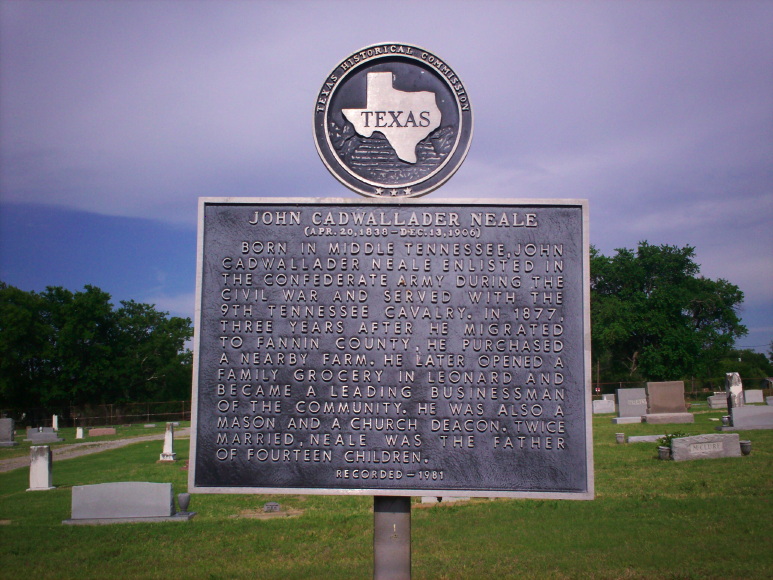 TEXAS HISTORICAL COMMISSION
TEXAS
JOHN CADWALLADER NEALE
(APR. 20, 1838 – DEC. 13, 1906)
BORN IN MIDDLE TENNESSEE, JOHN
CADWALLADER NEALE ENLISTED IN
THE CONFEDERATE ARMY DURING THE
CIVIL WAR AND SERVED WITH THE
9TH TENNESSEE CAVALRY. IN 1877,
THREE YEARS AFTER HE MIGRATED
TO FANNIN COUNTY, HE PURCHASED
A NEARBY FARM. HE LATER OPENED A
FAMILY GROCERY IN LEONARD AND
BECAME A LEADING BUSINESSMAN
OF THE COMMUNITY. HE WAS ALSO A
MASON AND A CHURCH DEACON. TWICE
MARRIED, NEALE WAS THE FATHER
OF FOURTEEN CHILDREN.
RECORDED – 1981